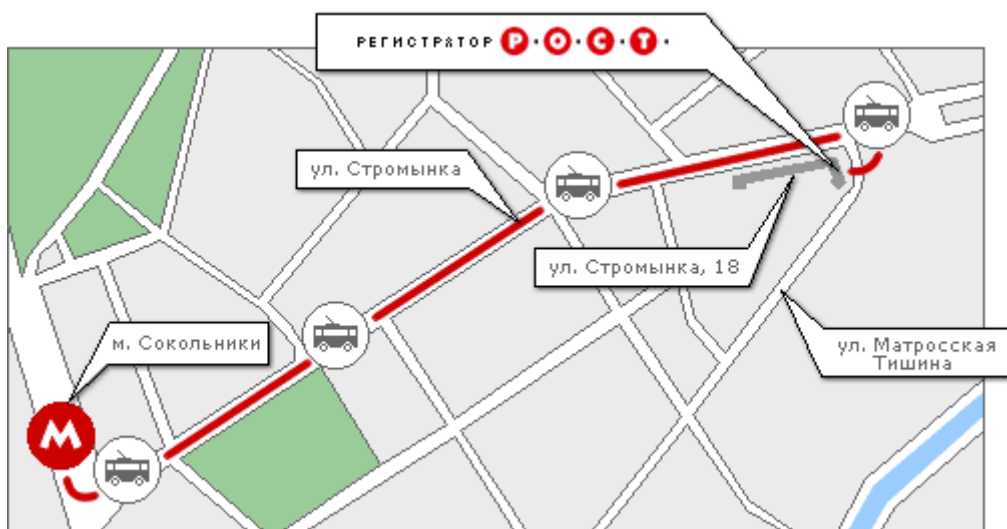 РЕГИСТРАТОР Р·О·С·Т·
ул. Стромынка
ул. Стромынка, 18
м. Сокольники
ул. Матросская
Тишина
М